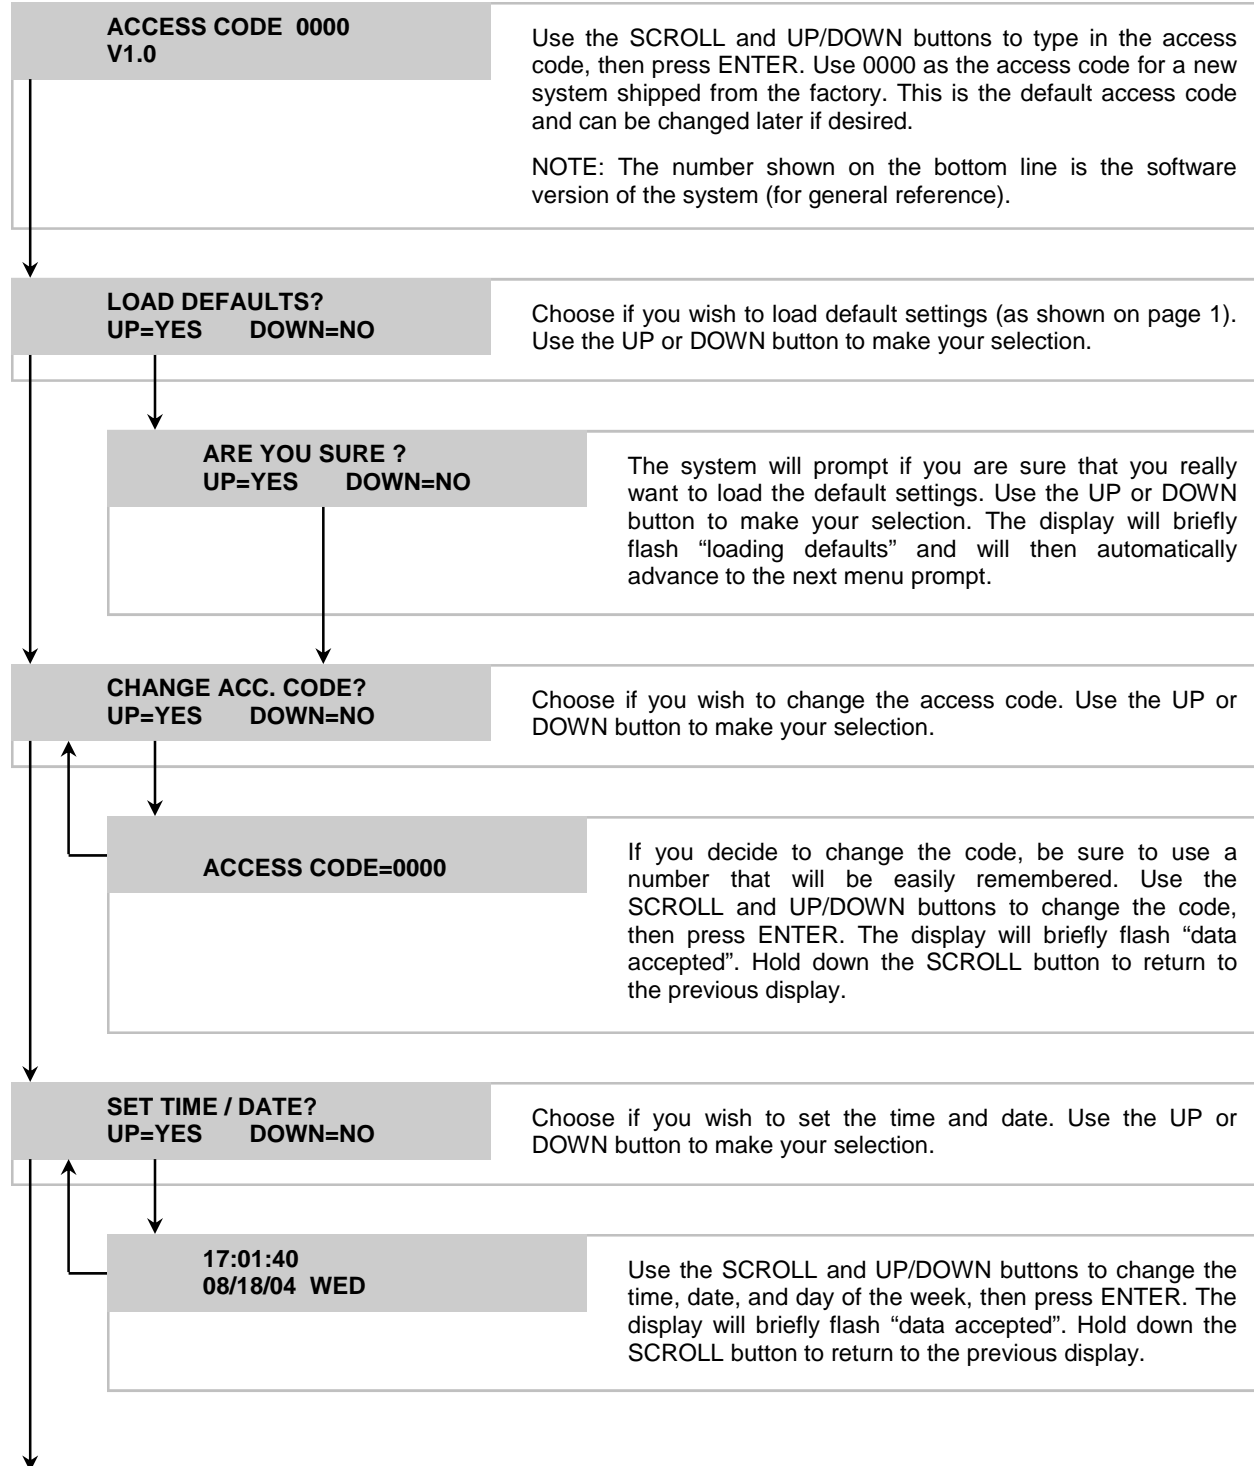 ACCESS CODE 0000
V1.0
Use the SCROLL and UP/DOWN buttons to type in the access
code, then press ENTER. Use 0000 as the access code for a new
system shipped from the factory. This is the default access code
and can be changed later if desired.
NOTE: The number shown on the bottom line is the software
version of the system (for general reference).
LOAD DEFAULTS?
UP=YES DOWN=NO
Choose if you wish to load default settings (as shown on page 1).
Use the UP or DOWN button to make your selection.
ARE YOU SURE ?
UP=YES DOWN=NO
The system will prompt if you are sure that you really
want to load the default settings. Use the UP or DOWN
button to make your selection. The display will briefly
flash “loading defaults” and will then automatically
advance to the next menu prompt.
CHANGE ACC. CODE?
UP=YES DOWN=NO
Choose if you wish to change the access code. Use the UP or
DOWN button to make your selection.
ACCESS CODE=0000
If you decide to change the code, be sure to use a
number that will be easily remembered. Use the
SCROLL and UP/DOWN buttons to change the code,
then press ENTER. The display will briefly flash “data
accepted”. Hold down the SCROLL button to return to
the previous display.
SET TIME / DATE?
UP=YES DOWN=NO
Choose if you wish to set the time and date. Use the UP or
DOWN button to make your selection.
17:01:40
08/18/04 WED
Use the SCROLL and UP/DOWN buttons to change the
time, date, and day of the week, then press ENTER. The
display will briefly flash “data accepted”. Hold down the
SCROLL button to return to the previous display.